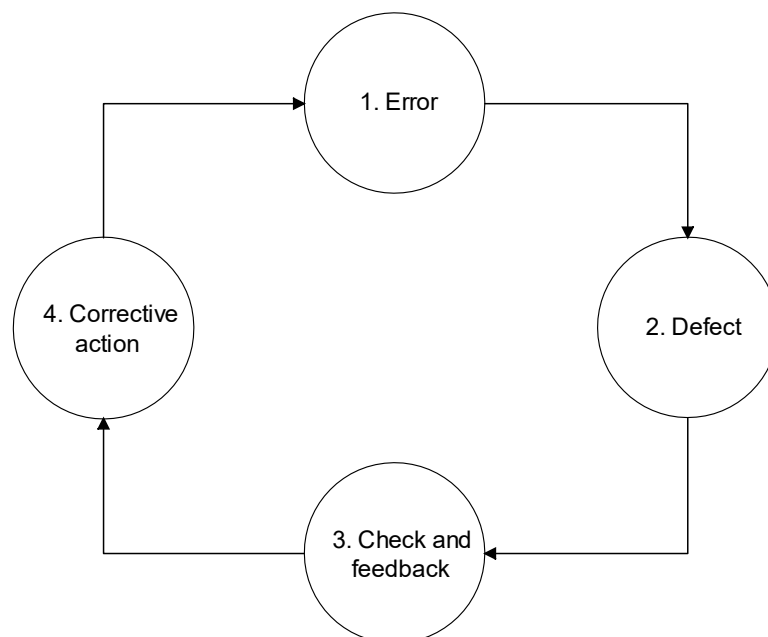 1. Error
2. Defect
4. Corrective
action
3. Check and
feedback